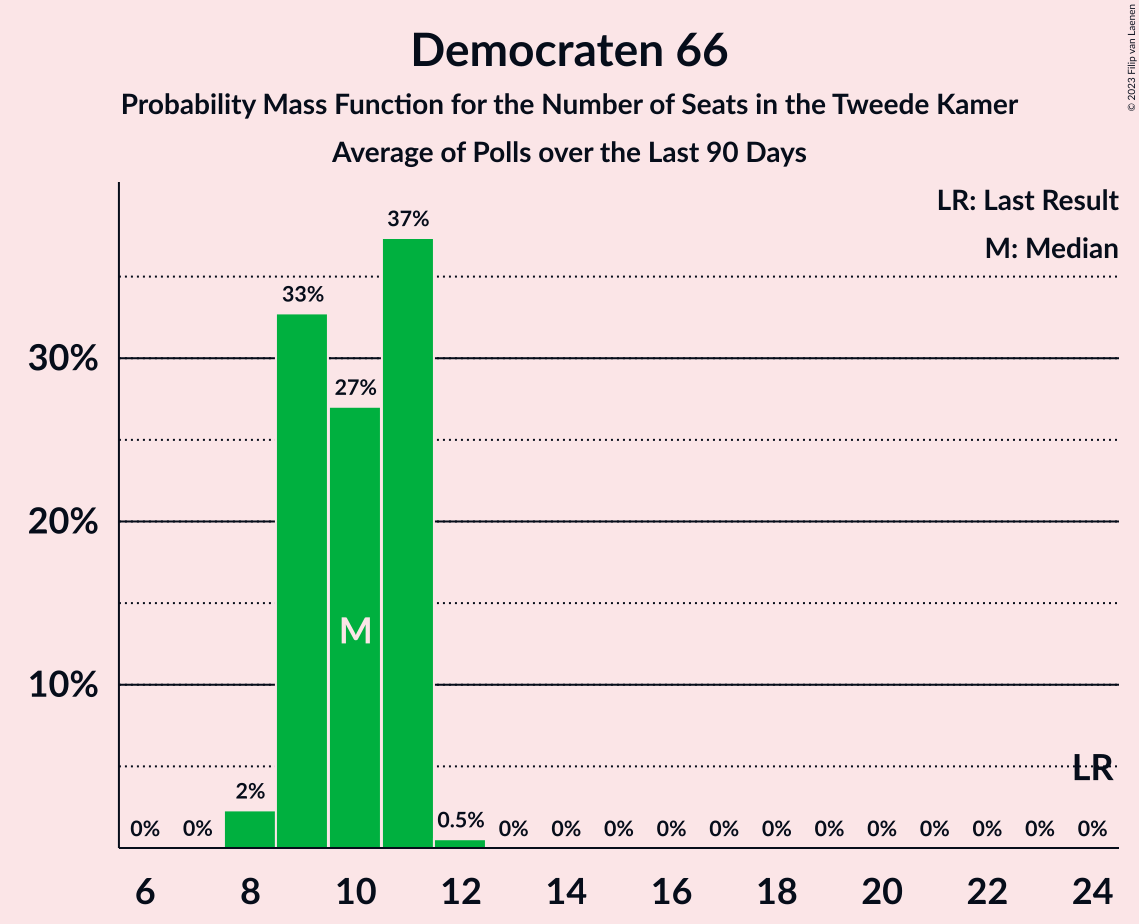 Democraten 66
Probability Mass Function for the Number of Seats in the Tweede Kamer
Average of Polls over the Last 90 Days
© 2023 Filip van Laenen
LR: Last Result
M: Median
37%
33%
30%
27%
20%
M
10%
LR
2%
0.5%
0% 0% 0% 0% 0% 0% 0% 0% 0% 0% 0% 0% 0% 0%
6 8 10 12 14 16 18 20 22 24